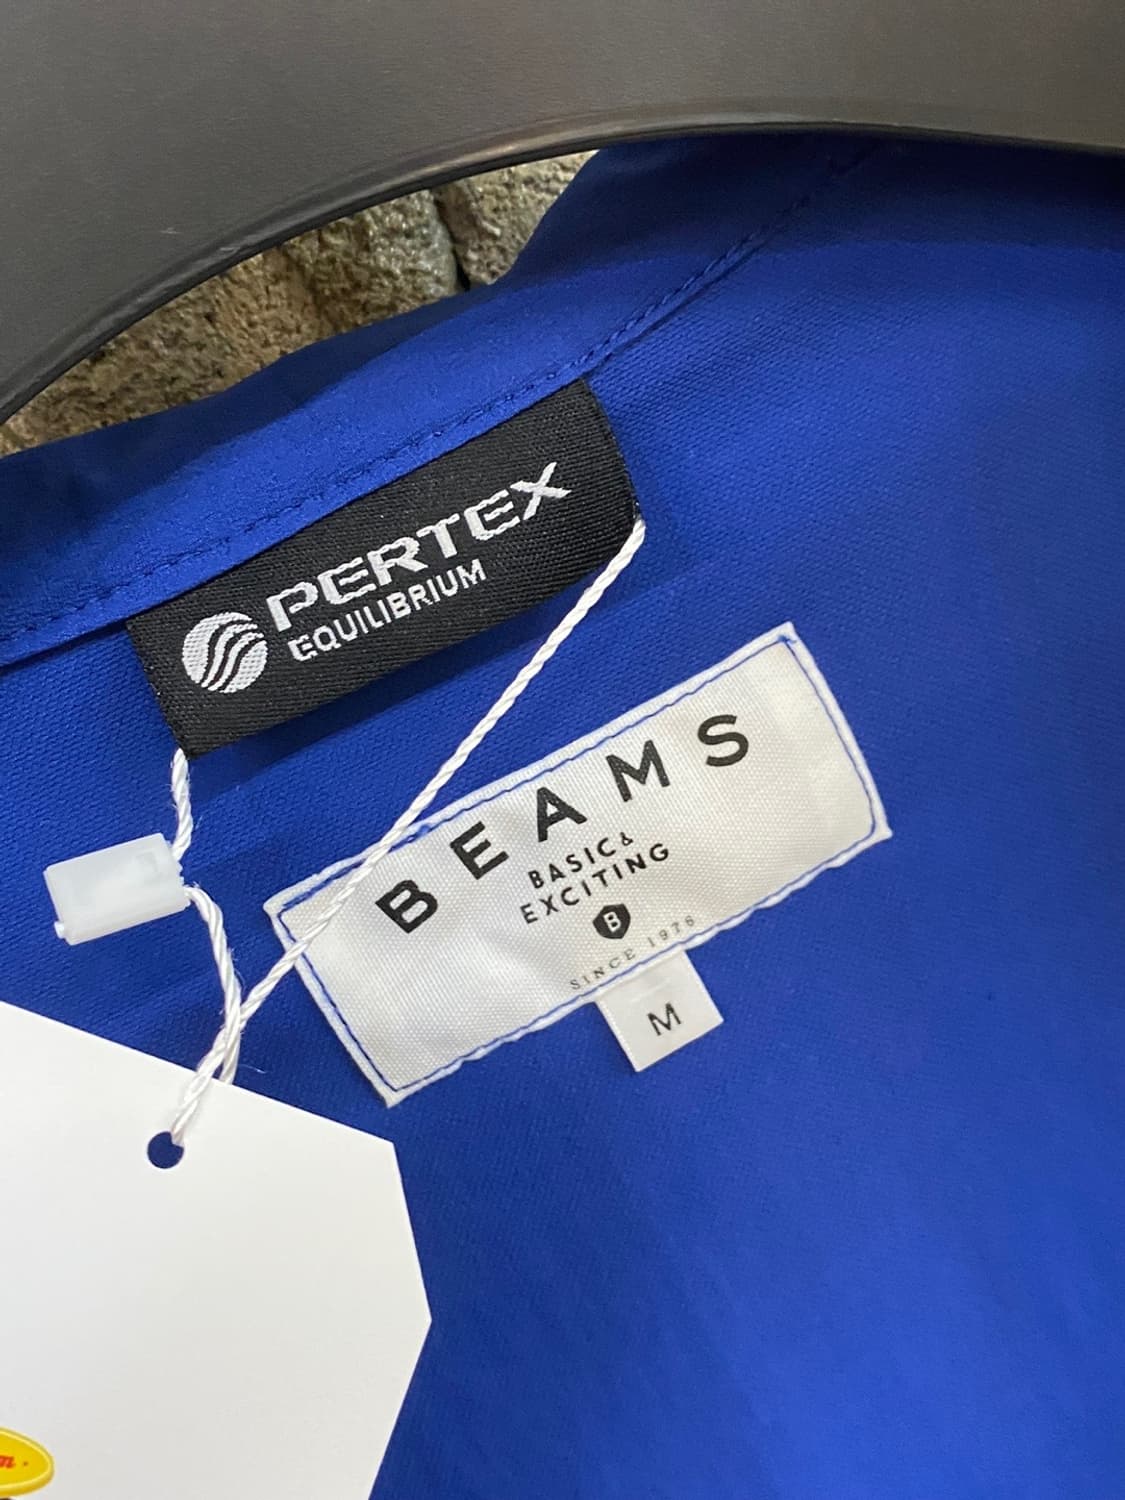 PERTEX
EQUILIBRIUM
BEAMS
BASIC &
EXCITING
B
SINCE 1976
M